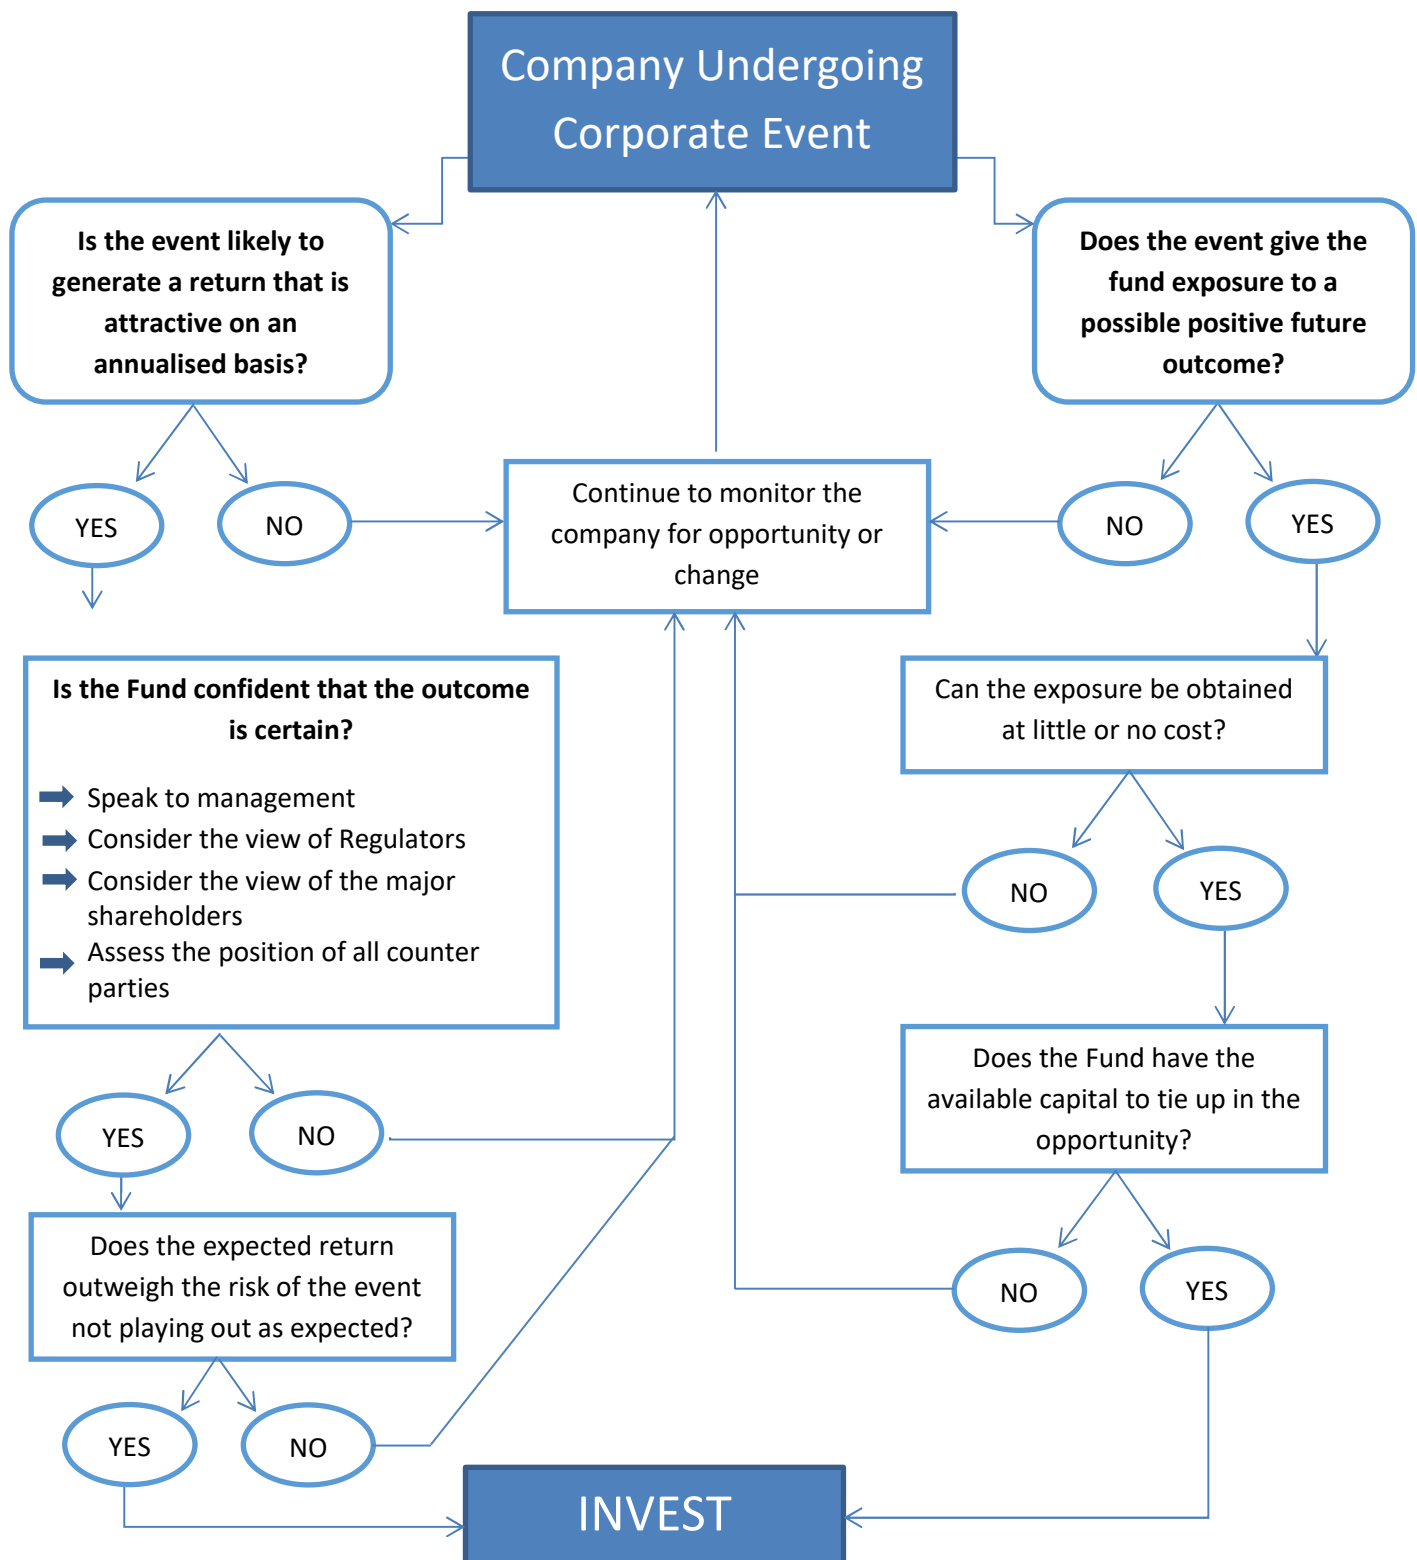 Company Undergoing
Corporate Event
Is the event likely to
generate a return that is
attractive on an
annualised basis?
Does the event give the
fund exposure to a
possible positive future
outcome?
YES
NO
Continue to monitor the
company for opportunity or
change
NO
YES
Is the Fund confident that the outcome
is certain?
Speak to management
Consider the view of Regulators
Consider the view of the major
shareholders
Assess the position of all counter
parties
Can the exposure be obtained
at little or no cost?
NO
YES
Does the Fund have the
available capital to tie up in the
opportunity?
YES
NO
Does the expected return
outweigh the risk of the event
not playing out as expected?
NO
YES
YES
NO
INVEST